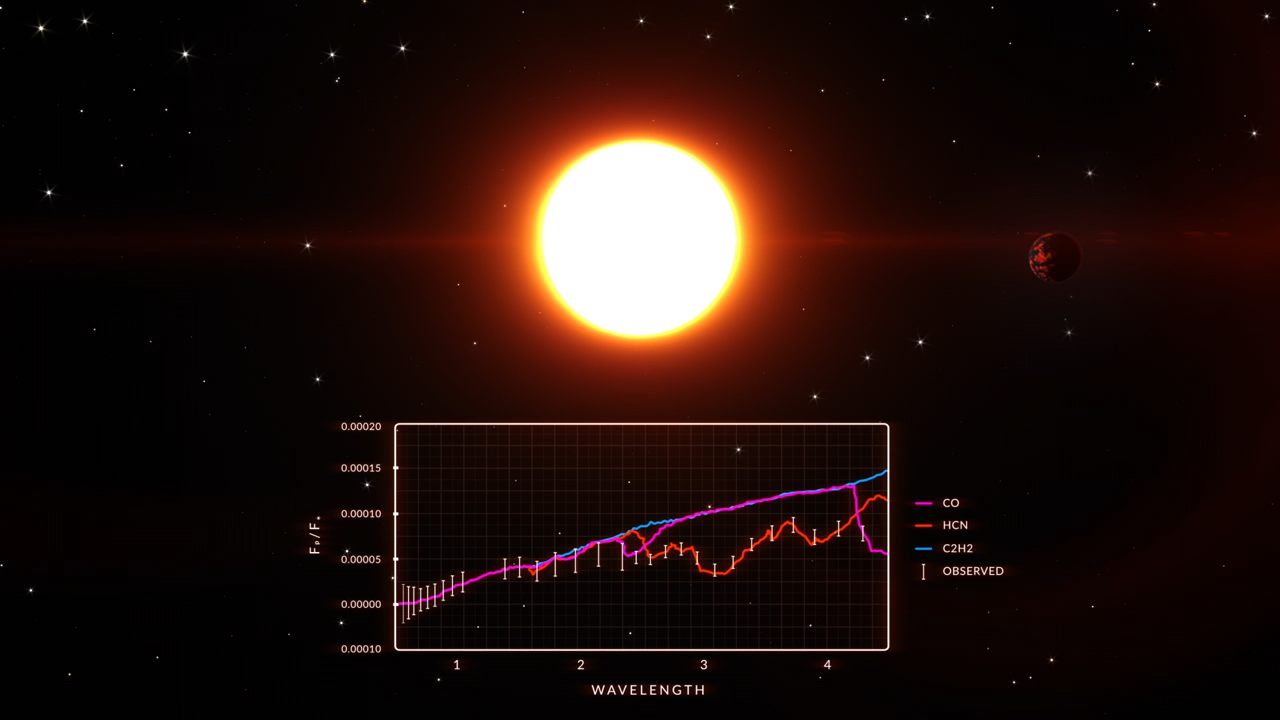 0.00020
0.00015
0.00010
0.00005
0.00000
0.00010
Fₚ/F⁎
1 2 3 4
WAVELENGTH
CO
HCN
C2H2
OBSERVED